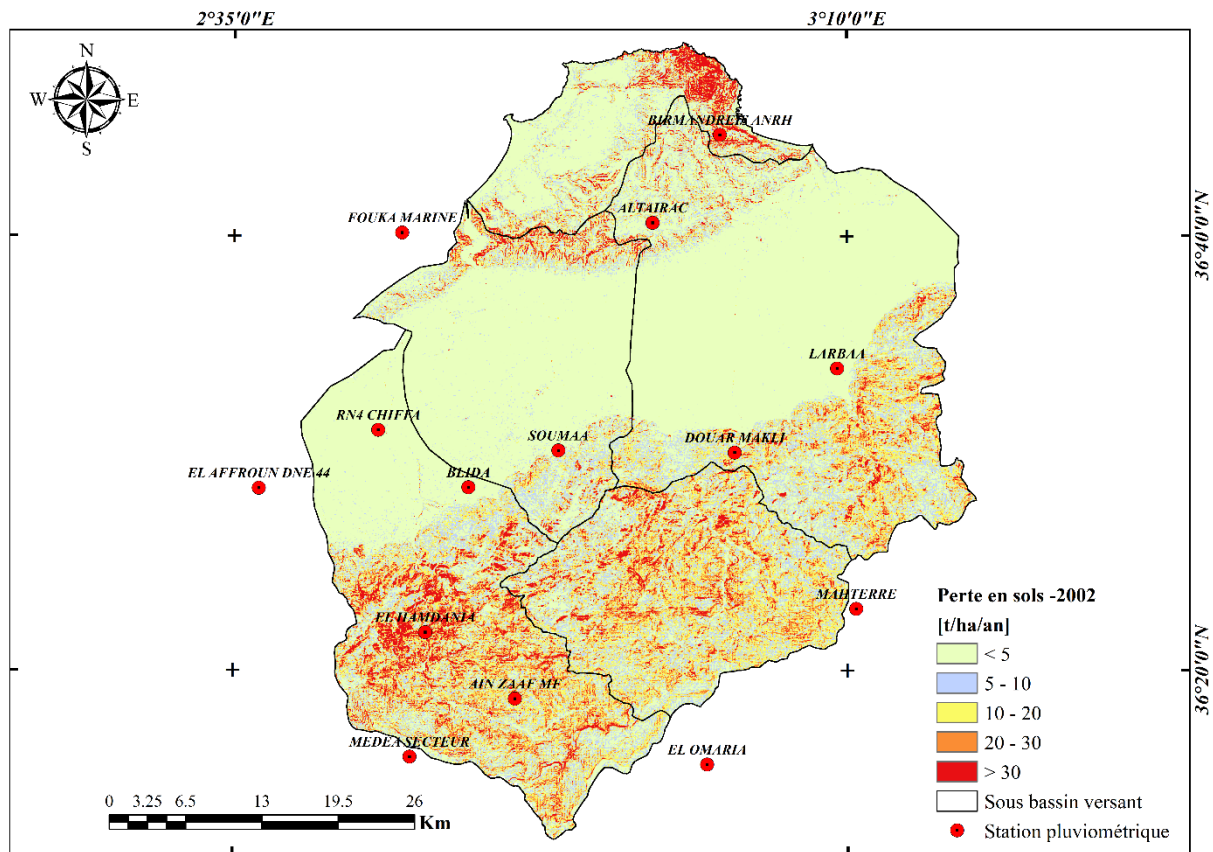 2°35'0"E
3°10'0"E
N
W
E
S
BIRMANDREIS ANRH
FOUKA MARINE
ALTAIRAC
36°40'0"N
LARBAA
RN4 CHIFFA
SOUMAA
DOUAR MAKLI
EL AFFROUN DNE 44
BLIDA
MAHTERRE
EL HAMDANIA
36°20'0"N
AIN ZAAF MF
MEDEA SECTEUR
EL OMARIA
Perte en sols -2002
[t/ha/an]
< 5
5 - 10
10 - 20
20 - 30
> 30
Sous bassin versant
Station pluviométrique
0 3.25 6.5 13 19.5 26
Km